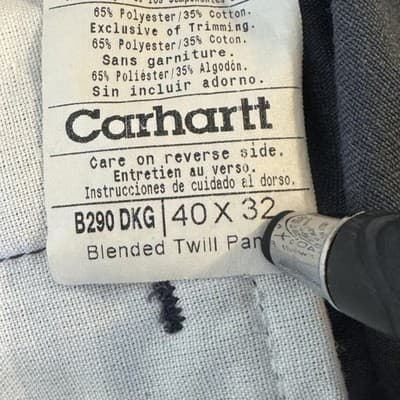 65% Polyester/35% Cotton.
Exclusive of Trimming.
65% Polyester/35% Coton.
Sans garniture.
65% Poliéster/35% Algodón.
Sin incluir adorno.
Carhartt
Care on reverse side.
Entretien au verso.
Instrucciones de cuidado al dorso.
B290 DKG 40 X 32
Blended Twill Pan